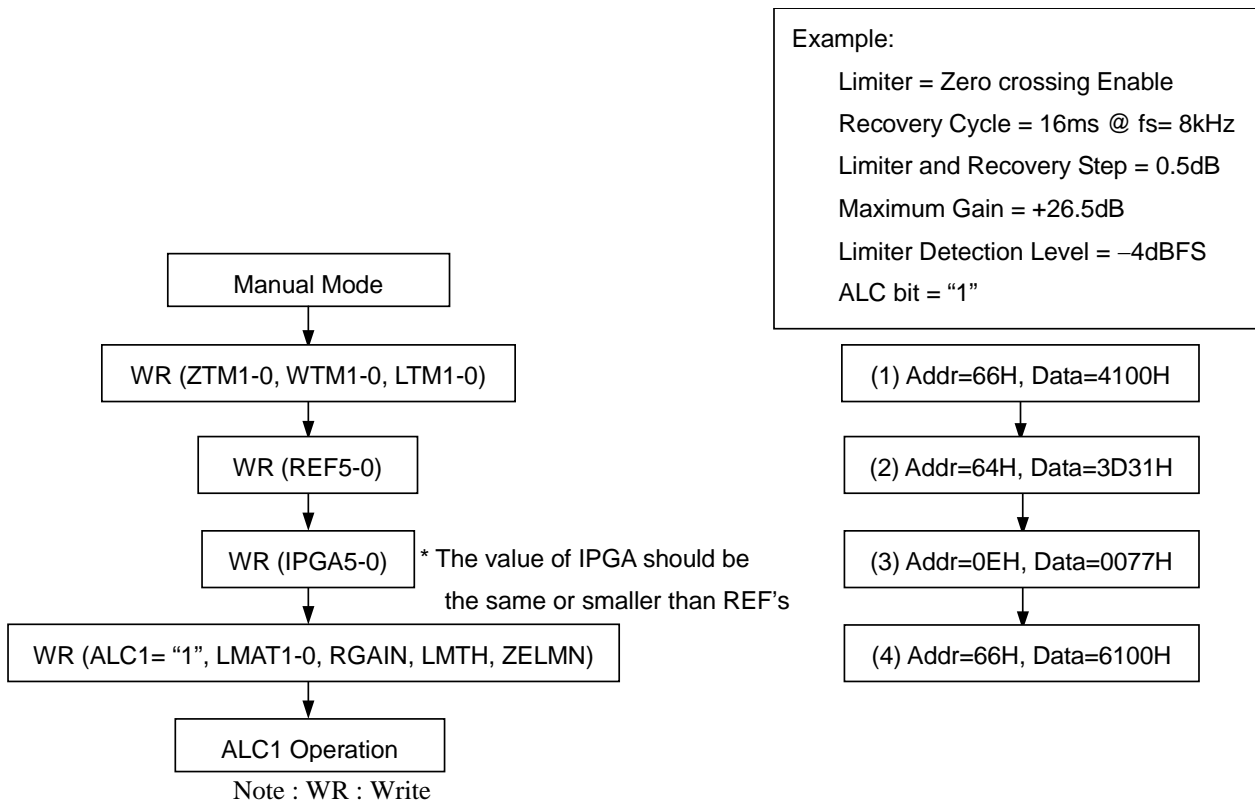 Example:
Limiter = Zero crossing Enable
Recovery Cycle = 16ms @ fs= 8kHz
Limiter and Recovery Step = 0.5dB
Maximum Gain = +26.5dB
Limiter Detection Level = −4dBFS
ALC bit = “1”
Manual Mode
WR (ZTM1-0, WTM1-0, LTM1-0)
WR (REF5-0)
WR (IPGA5-0)
* The value of IPGA should be
the same or smaller than REF’s
WR (ALC1= “1”, LMAT1-0, RGAIN, LMTH, ZELMN)
ALC1 Operation
Note : WR : Write
(1) Addr=66H, Data=4100H
(2) Addr=64H, Data=3D31H
(3) Addr=0EH, Data=0077H
(4) Addr=66H, Data=6100H